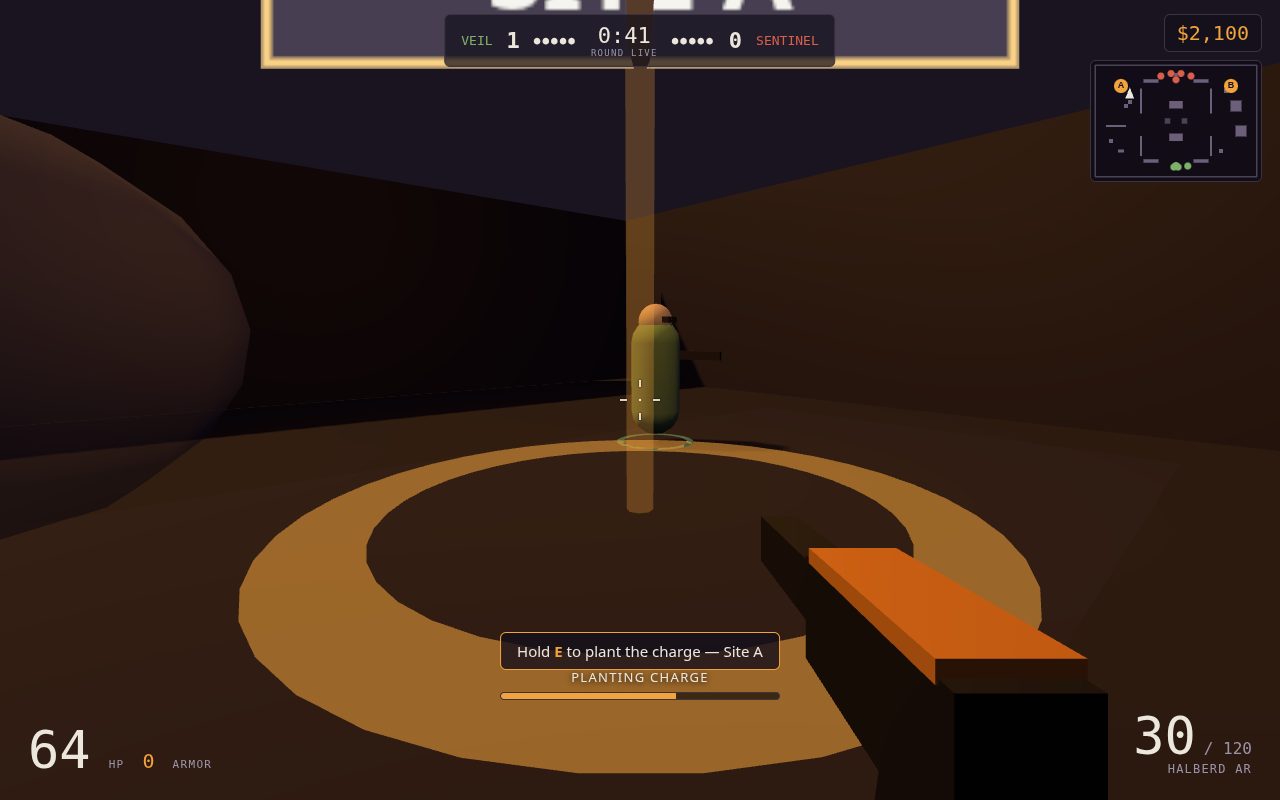 VEIL 1 0:41 0 SENTINEL
ROUND LIVE
$2,100
A B
Hold E to plant the charge — Site A
PLANTING CHARGE
64 HP 0 ARMOR
30 / 120
HALBERD AR